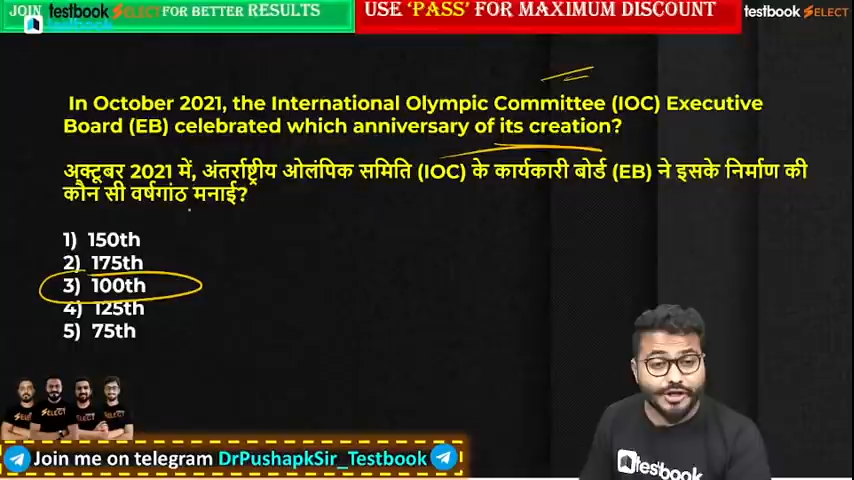 JOIN testbook SELECT FOR BETTER RESULTS
testbook
USE ‘PASS’ FOR MAXIMUM DISCOUNT
testbook SELECT
In October 2021, the International Olympic Committee (IOC) Executive
Board (EB) celebrated which anniversary of its creation?
अक्टूबर 2021 में, अंतर्राष्ट्रीय ओलंपिक समिति (IOC) के कार्यकारी बोर्ड (EB) ने इसके निर्माण की
कौन सी वर्षगांठ मनाई?
1) 150th
2) 175th
3) 100th
4) 125th
5) 75th
SELECT
Join me on telegram DrPushapkSir_Testbook
testbook